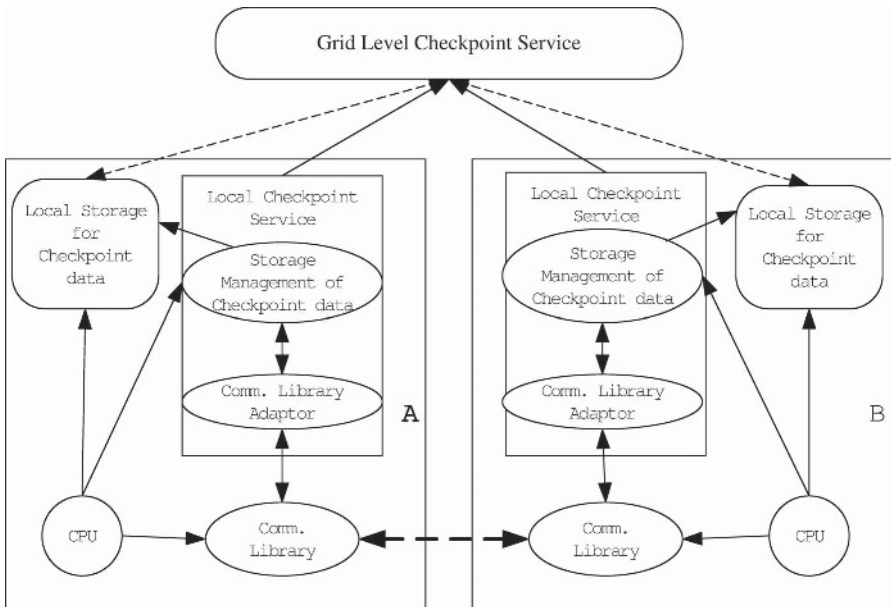 Grid Level Checkpoint Service
Local Storage
for
Checkpoint
data
Local Checkpoint
Service
Storage
Management of
Checkpoint data
Comm. Library
Adaptor
A
CPU
Comm.
Library
Local Checkpoint
Service
Storage
Management of
Checkpoint data
Comm. Library
Adaptor
Local Storage
for
Checkpoint
data
B
Comm.
Library
CPU